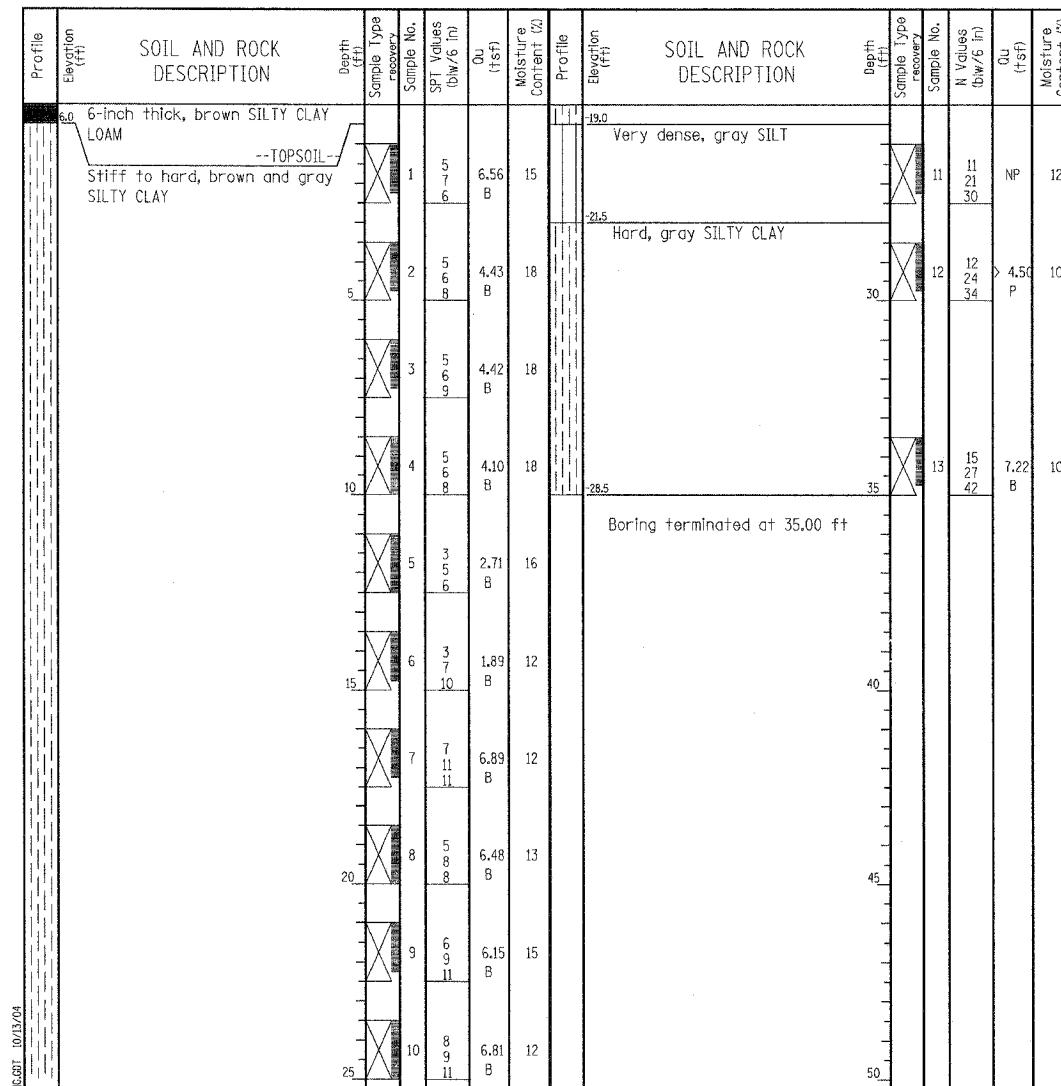 Profile
Elevation (ft)
SOIL AND ROCK
DESCRIPTION
Depth (ft)
Sample Type
recovery
Sample No.
SPT Values
(blw/6 in)
Qu
(tsf)
Moisture
Content (%)
Profile
Elevation
(ft)
SOIL AND ROCK
DESCRIPTION
Depth
(ft)
Sample Type
recovery
Sample No.
N Values
(blw/6 in)
Qu
(tsf)
Moisture
Content (%)
6.0 6-inch thick, brown SILTY CLAY
LOAM
--TOPSOIL--
Stiff to hard, brown and gray
SILTY CLAY
1 5 7 6 6.56 B 15
2 5 6 8 4.43 B 18
5
3 5 6 9 4.42 B 18
4 5 6 8 4.10 B 18
10
5 3 5 6 2.71 B 16
6 3 7 10 1.89 B 12
15
7 7 11 11 6.89 B 12
8 5 8 8 6.48 B 13
20
9 6 9 11 6.15 B 15
10 8 9 11 6.81 B 12
25
-19.0
Very dense, gray SILT
11 11 21 30 NP 12
-21.5
Hard, gray SILTY CLAY
12 12 24 34 > 4.50 P 10
30
13 15 27 42 7.22 B 10
-28.5
35
Boring terminated at 35.00 ft
40
45
50
.GDT 10/13/04